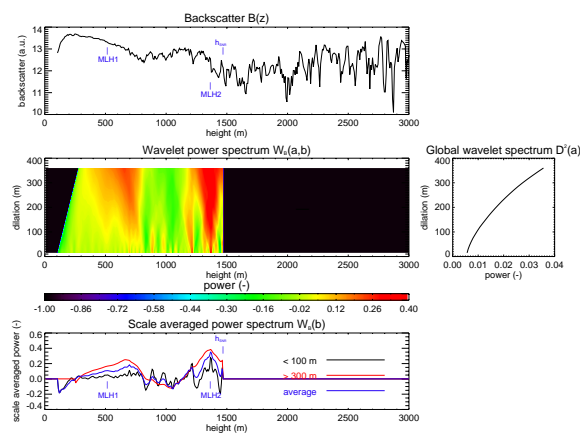 Backscatter B(z)
backscatter (a.u.)
14
13
12
11
10
MLH1
MLH2
0 500 1000 1500 2000 2500 3000
height (m)
Wavelet power spectrum Wb(a,b)
dilation (m)
400
300
200
100
0
0 500 1000 1500 2000 2500 3000
height (m)
Global wavelet spectrum D²(a)
dilation (m)
400
300
200
100
0
0.00 0.01 0.02 0.03 0.04
power (-)
power (-)
-1.00 -0.86 -0.72 -0.58 -0.44 -0.30 -0.16 -0.02 0.12 0.26 0.40
Scale averaged power spectrum Wb(b)
scale averaged power (-)
0.6
0.4
0.2
0.0
-0.2
-0.4
MLH1
MLH2
< 100 m
> 300 m
average
0 500 1000 1500 2000 2500 3000
height (m)